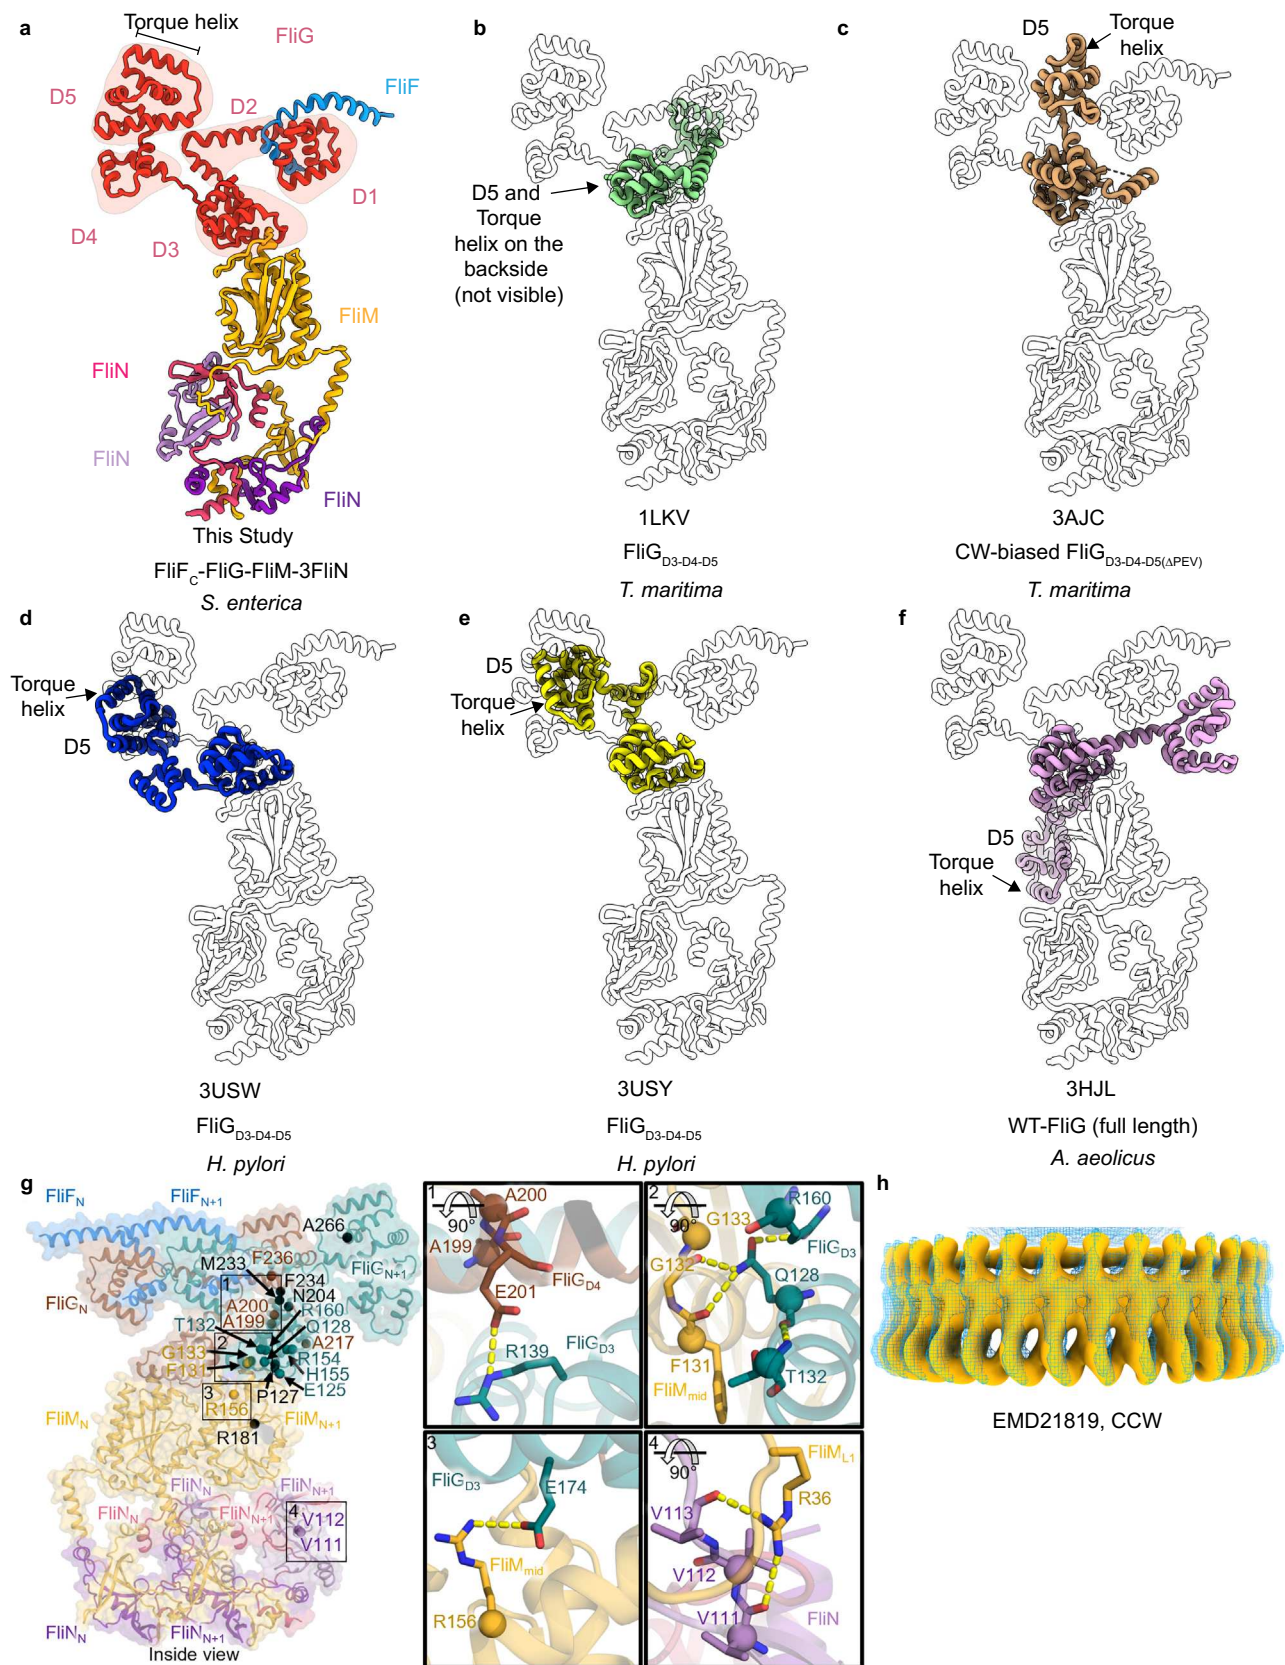 a
Torque helix
FliG
D5
D2
FliF
D1
D4
D3
FliM
FliN
FliN
FliN
This Study
FliFC-FliG-FliM-3FliN
S. enterica
b
D5 and
Torque
helix on the
backside
(not visible)
1LKV
FliGD3-D4-D5
T. maritima
c
D5
Torque
helix
3AJC
CW-biased FliGD3-D4-D5(ΔPEV)
T. maritima
d
Torque
helix
D5
3USW
FliGD3-D4-D5
H. pylori
e
D5
Torque
helix
3USY
FliGD3-D4-D5
H. pylori
f
D5
Torque
helix
3HJL
WT-FliG (full length)
A. aeolicus
g
FliFN
FliFN+1
A266
M233
F236
FliGN+1
FliGN
1
F234
N204
A200
R160
A199
T132
Q128
2
A217
G133
R154
F131
H155
3
P127
E125
R156
FliMN
FliMN+1
R181
FliNN
FliNN+1
FliNN
FliNN+1
4
V112
V111
FliNN
FliNN+1
Inside view
1
90°
A200
A199
FliGD4
E201
R139
FliGD3
2
90°
G133
R160
FliGD3
G132
Q128
F131
T132
FliMmid
3
FliGD3
E174
FliMmid
R156
4
90°
FliML1
V113
R36
V112
V111
FliN
h
EMD21819, CCW